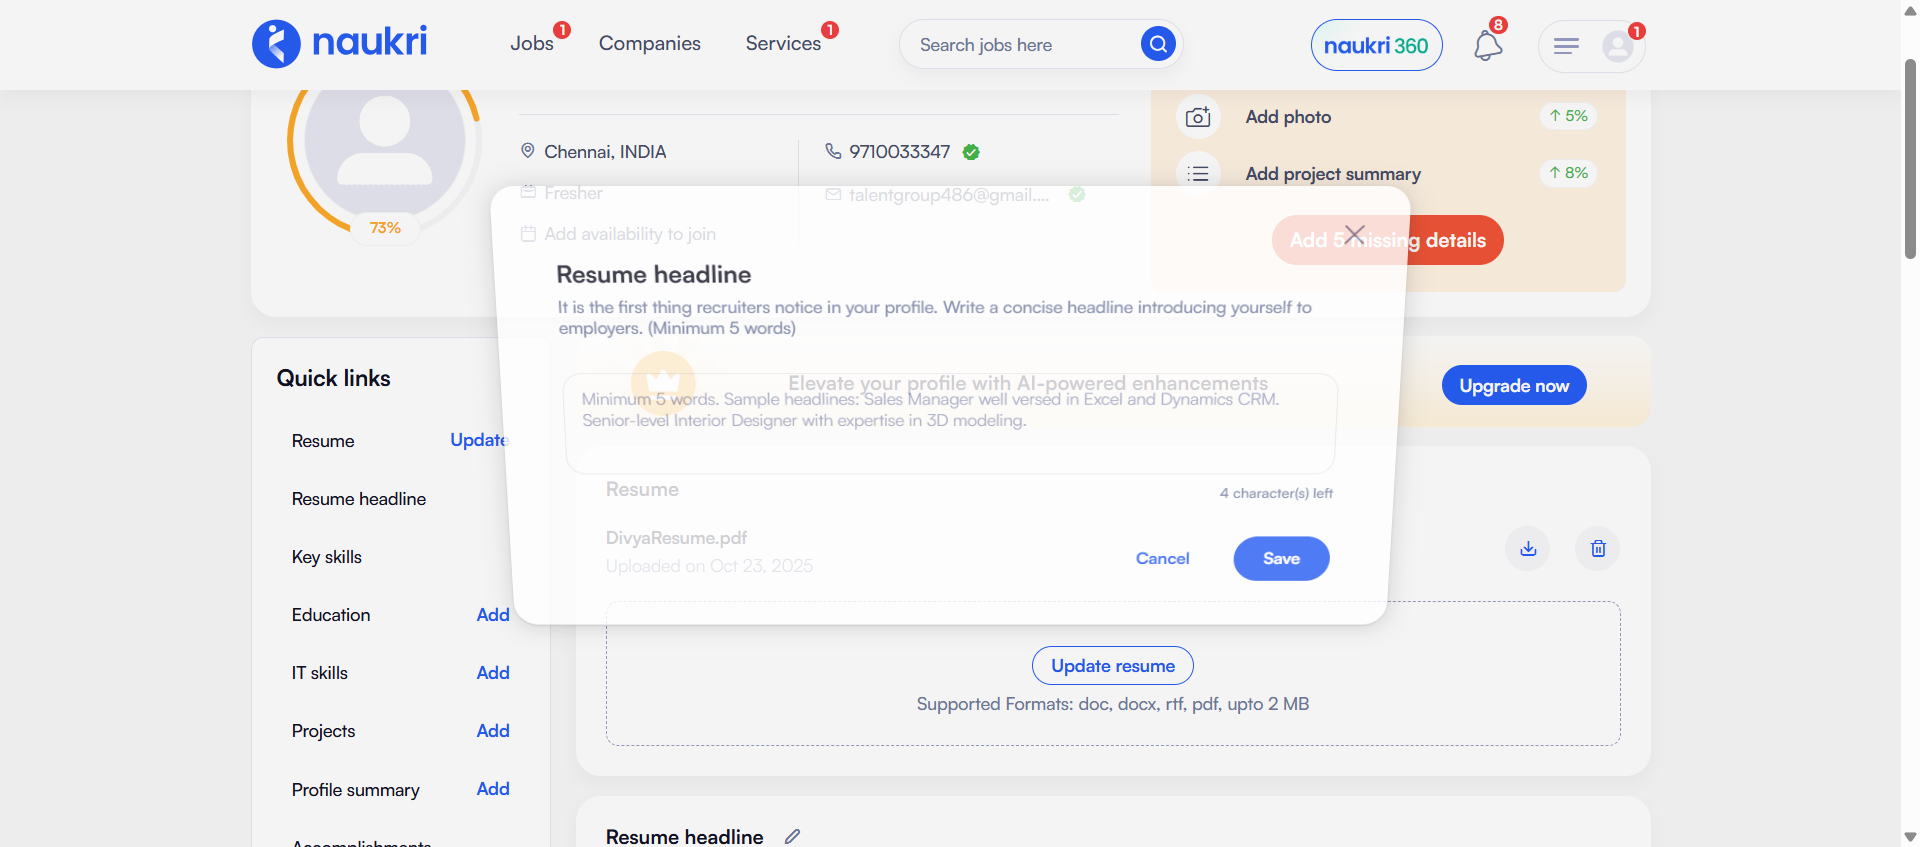 naukri
Jobs
1
Companies
Services
1
Search jobs here
naukri 360
8
1
Chennai, INDIA
9710033347
Fresher
talentgroup486@gmail....
Add availability to join
73%
Add photo
5%
Add project summary
8%
Add 5 missing details
Resume headline
It is the first thing recruiters notice in your profile. Write a concise headline introducing yourself to
employers. (Minimum 5 words)
Elevate your profile with AI-powered enhancements
Upgrade now
Minimum 5 words. Sample headlines: Sales Manager well versed in Excel and Dynamics CRM.
Senior-level Interior Designer with expertise in 3D modeling.
4 character(s) left
Cancel
Save
Quick links
Resume
Update
Resume headline
Key skills
Education
Add
IT skills
Add
Projects
Add
Profile summary
Add
Accomplishments
Resume
DivyaResume.pdf
Uploaded on Oct 23, 2025
Update resume
Supported Formats: doc, docx, rtf, pdf, upto 2 MB
Resume headline